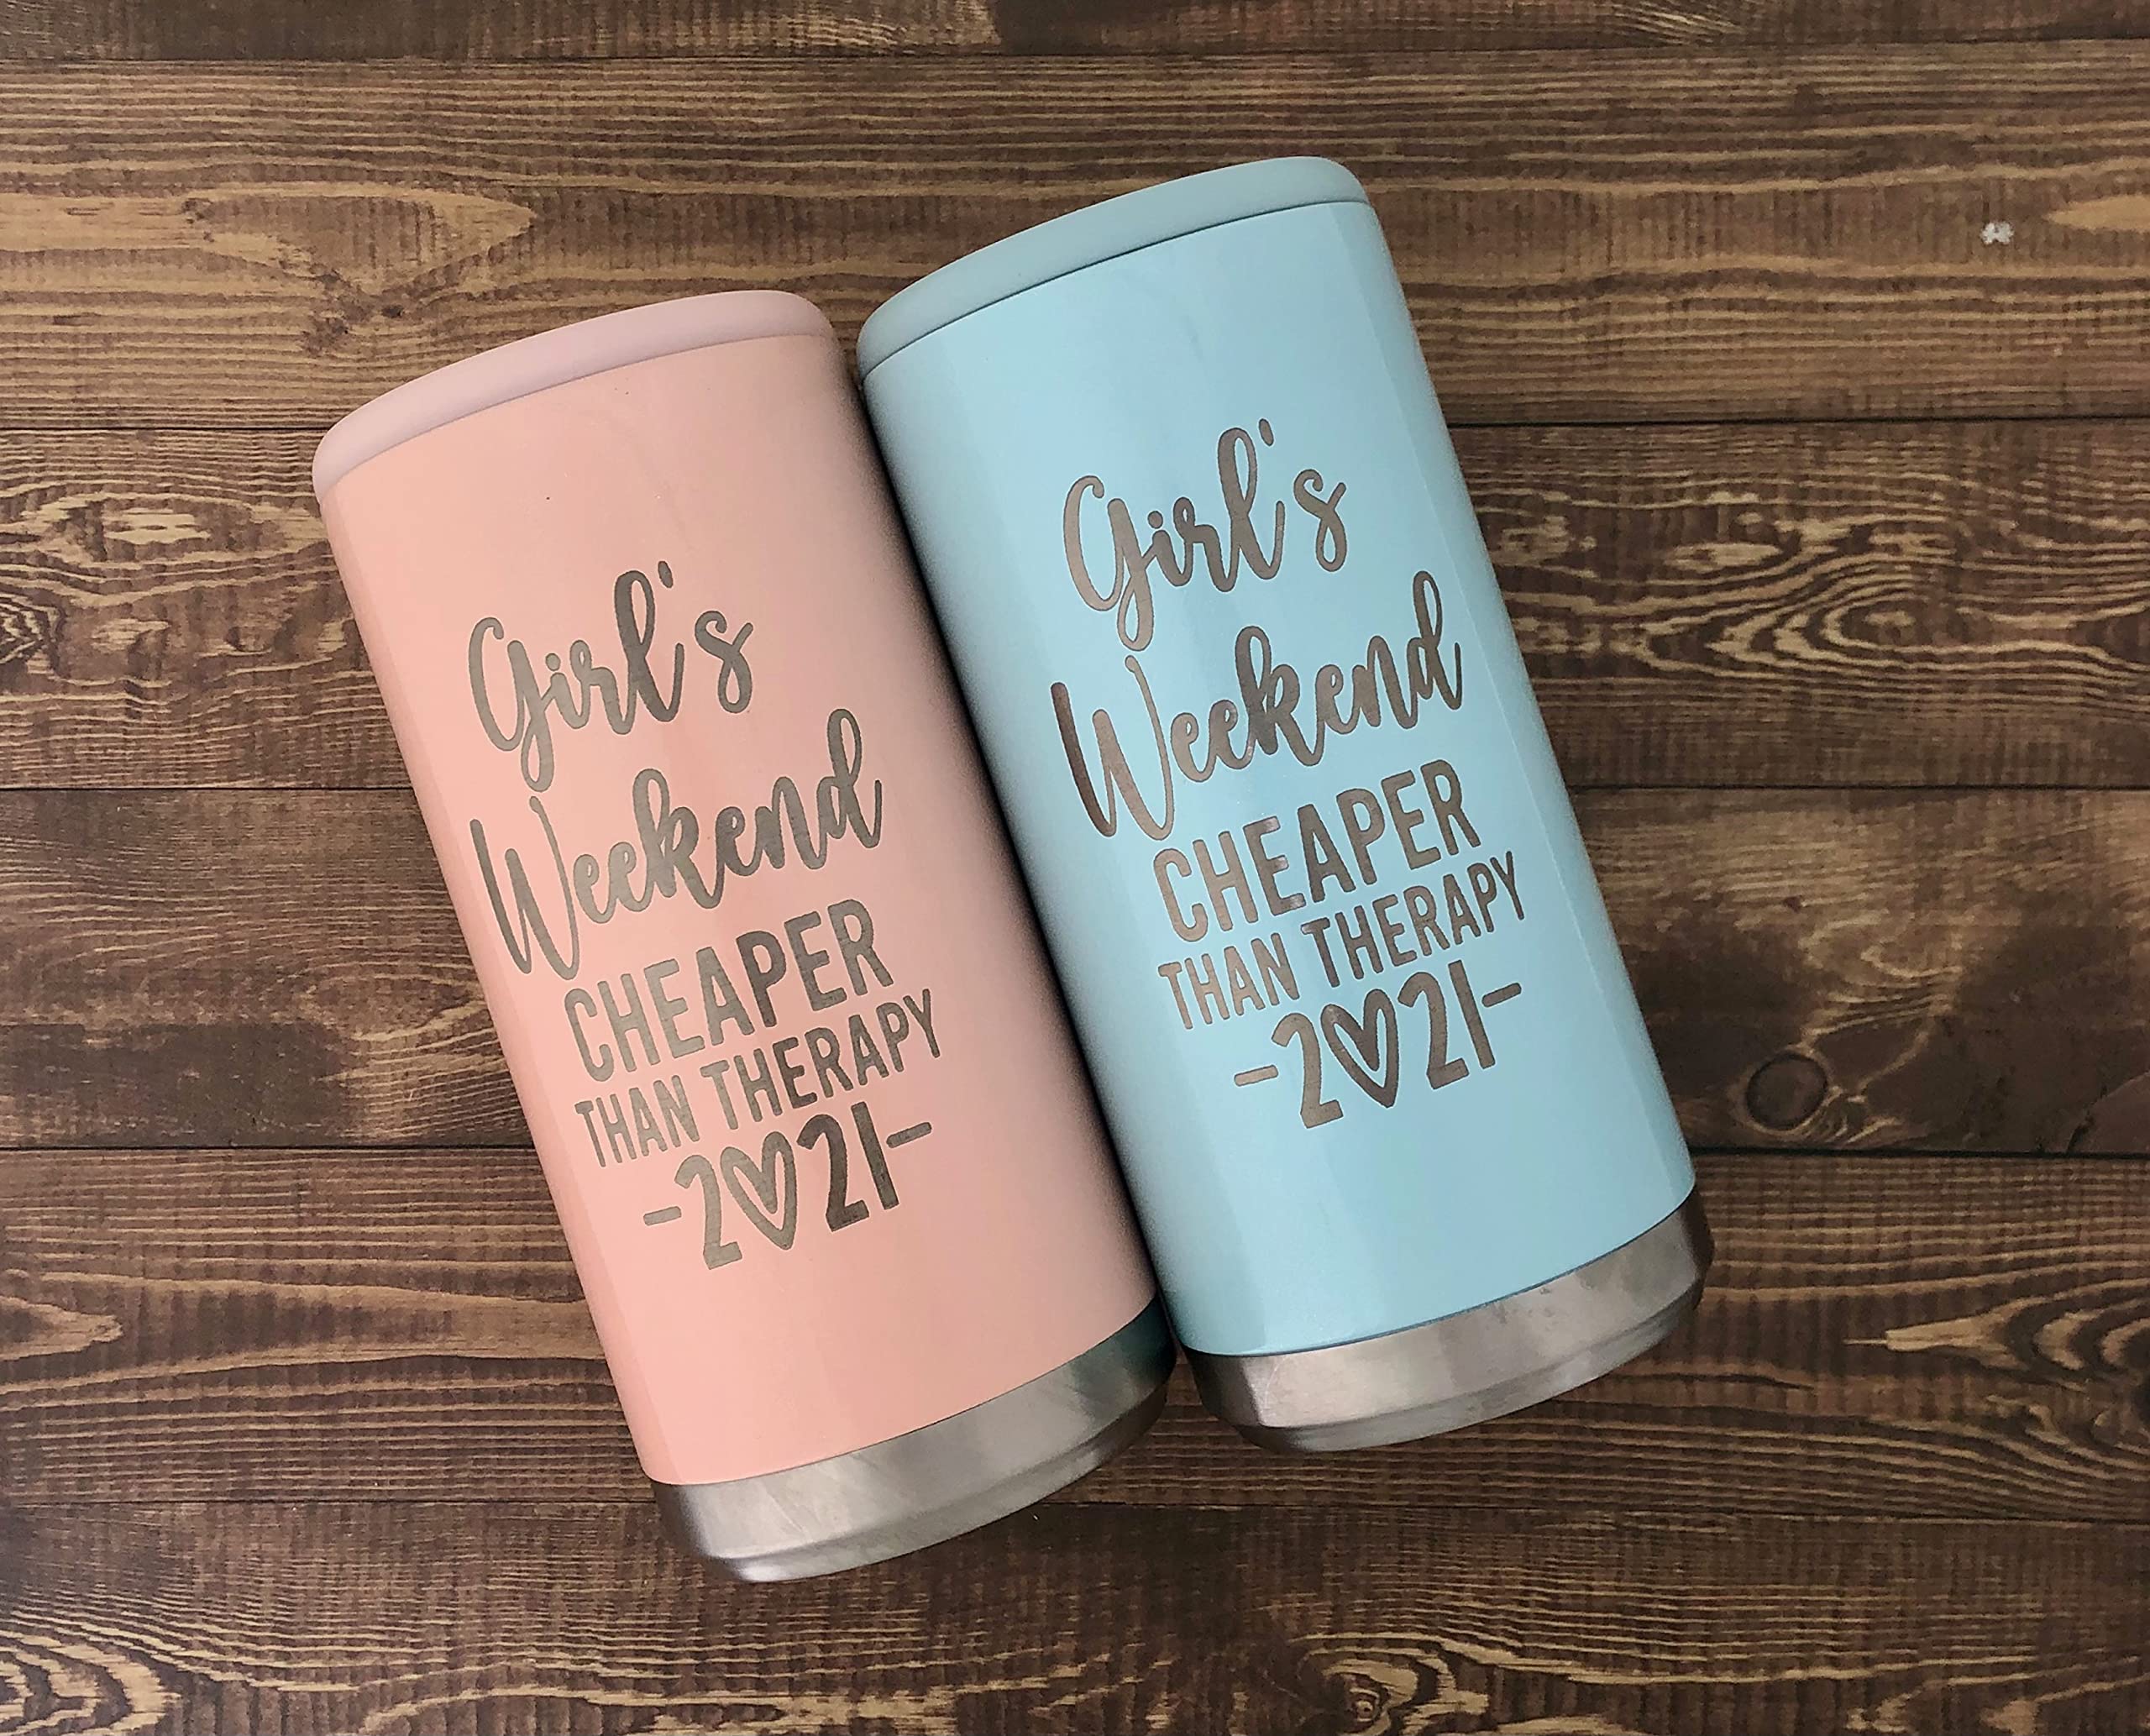 Girl's
Weekend
CHEAPER
THAN THERAPY
-2♡21-
Girl's
Weekend
CHEAPER
THAN THERAPY
-2♡21-